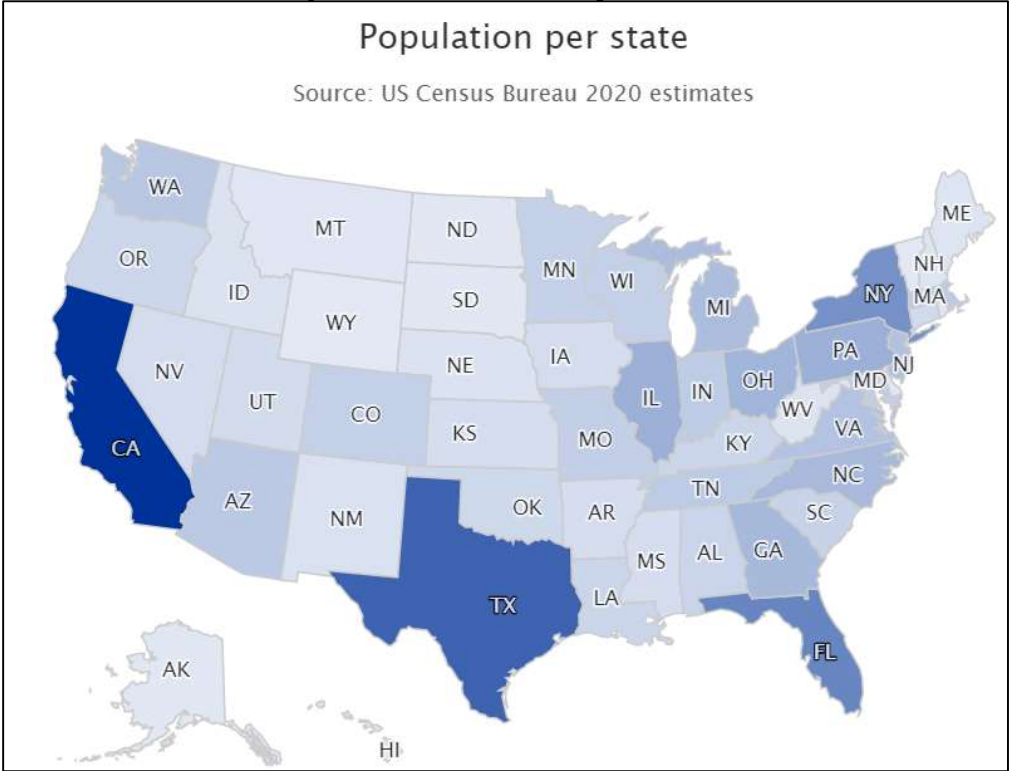 Population per state
Source: US Census Bureau 2020 estimates
WA
MT
ND
ME
OR
MN
NH
ID
SD
WI
MI
NY
MA
WY
IA
PA
NV
NE
NJ
UT
CO
IL
IN
OH
MD
WV
KS
MO
KY
VA
CA
AZ
NM
OK
AR
TN
NC
SC
MS
AL
GA
TX
LA
FL
AK
HI